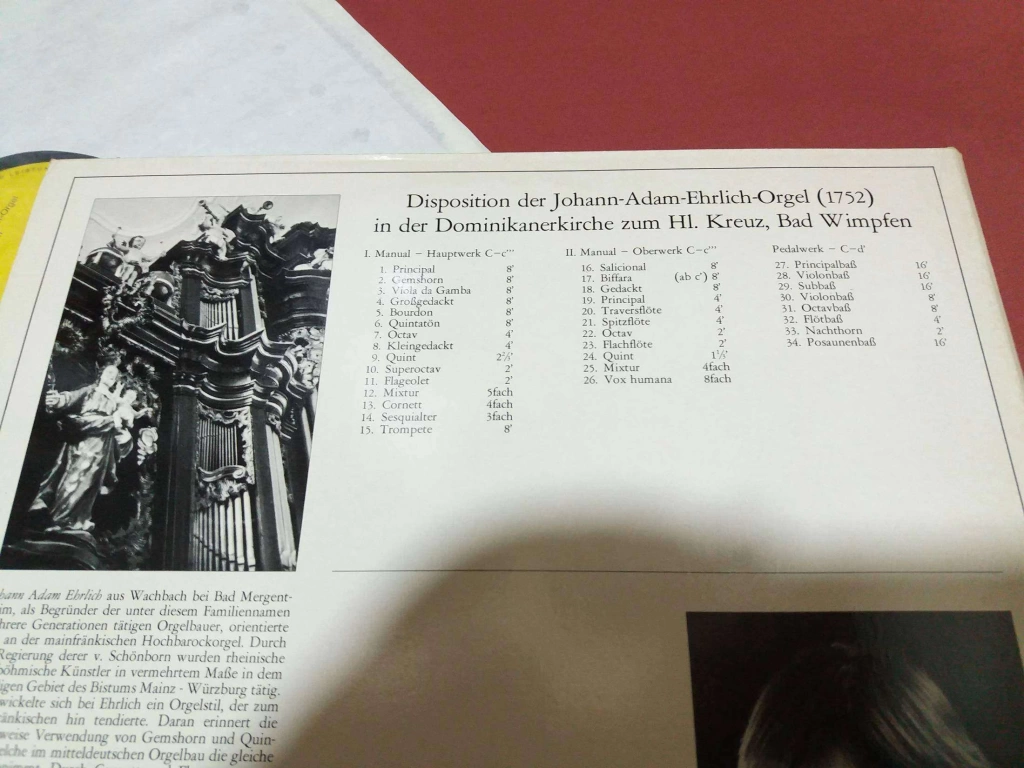 Disposition der Johann-Adam-Ehrlich-Orgel (1752)
in der Dominikanerkirche zum Hl. Kreuz, Bad Wimpfen
I. Manual – Hauptwerk C–c'''
1. Principal 8'
2. Gemshorn 8'
3. Viola da Gamba 8'
4. Großgedackt 8'
5. Bourdon 8'
6. Quintatön 8'
7. Octav 4'
8. Kleingedackt 4'
9. Quint 2⅔'
10. Superoctav 2'
11. Flageolet 2'
12. Mixtur 5fach
13. Cornett 4fach
14. Sesquialter 3fach
15. Trompete 8'
II. Manual – Oberwerk C–c'''
16. Salicional 8'
17. Biffara (ab c') 8'
18. Gedackt 8'
19. Principal 4'
20. Traversflöte 4'
21. Spitzflöte 4'
22. Octav 2'
23. Flachflöte 2'
24. Quint 1⅓'
25. Mixtur 4fach
26. Vox humana 8fach
Pedalwerk – C–d'
27. Principalbaß 16'
28. Violonbaß 16'
29. Subbaß 16'
30. Violonbaß 8'
31. Octavbaß 8'
32. Flötbaß 4'
33. Nachthorn 2'
34. Posaunenbaß 16'
Adam Ehrlich aus Wachbach bei Bad Mergent-
als Begründer der unter diesem Familiennamen
Generationen tätigen Orgelbauer, orientierte
an der mainfränkischen Hochbarockorgel. Durch
Regierung derer v. Schönborn wurden rheinische
böhmische Künstler in vermehrtem Maße in dem
Gebiet des Bistums Mainz - Würzburg tätig.
sich bei Ehrlich ein Orgelstil, der zum
hin tendierte. Daran erinnert die
weise Verwendung von Gemshorn und Quin-
im mitteldeutschen Orgelbau die gleiche